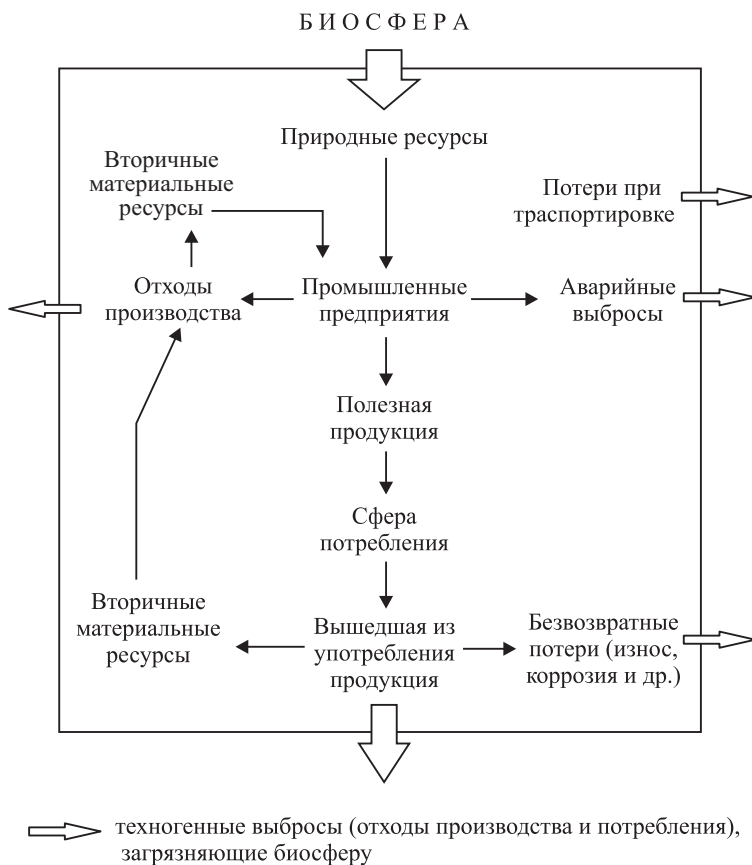 БИОСФЕРА
Природные ресурсы
Вторичные
материальные
ресурсы
Потери при
траспортировке
Отходы
производства
Промышленные
предприятия
Аварийные
выбросы
Полезная
продукция
Сфера
потребления
Вторичные
материальные
ресурсы
Вышедшая из
употребления
продукция
Безвозвратные
потери (износ,
коррозия и др.)
техногенные выбросы (отходы производства и потребления),
загрязняющие биосферу